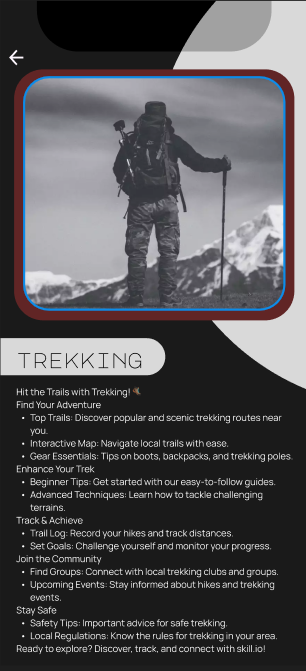 TREKKING
Hit the Trails with Trekking!
Find Your Adventure
• Top Trails: Discover popular and scenic trekking routes near
you.
• Interactive Map: Navigate local trails with ease.
• Gear Essentials: Tips on boots, backpacks, and trekking poles.
Enhance Your Trek
• Beginner Tips: Get started with our easy-to-follow guides.
• Advanced Techniques: Learn how to tackle challenging
terrains.
Track & Achieve
• Trail Log: Record your hikes and track distances.
• Set Goals: Challenge yourself and monitor your progress.
Join the Community
• Find Groups: Connect with local trekking clubs and groups.
• Upcoming Events: Stay informed about hikes and trekking
events.
Stay Safe
• Safety Tips: Important advice for safe trekking.
• Local Regulations: Know the rules for trekking in your area.
Ready to explore? Discover, track, and connect with skill.io!